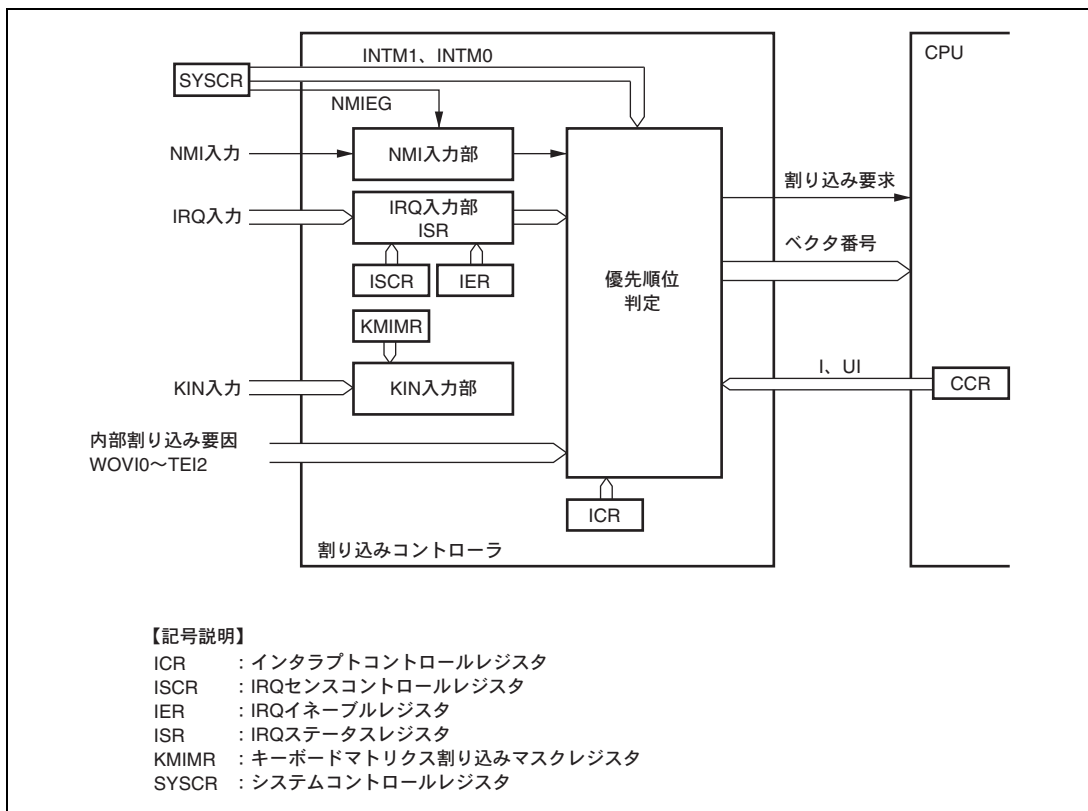 INTM1、INTM0
CPU
SYSCR
NMIEG
NMI入力
NMI入力部
割り込み要求
IRQ入力
IRQ入力部
ISR
ベクタ番号
ISCR
IER
優先順位
判定
KMIMR
I、UI
CCR
KIN入力
KIN入力部
内部割り込み要因
WOVI0～TEI2
ICR
割り込みコントローラ
【記号説明】
ICR :インタラプトコントロールレジスタ
ISCR :IRQセンスコントロールレジスタ
IER :IRQイネーブルレジスタ
ISR :IRQステータスレジスタ
KMIMR :キーボードマトリクス割り込みマスクレジスタ
SYSCR :システムコントロールレジスタ